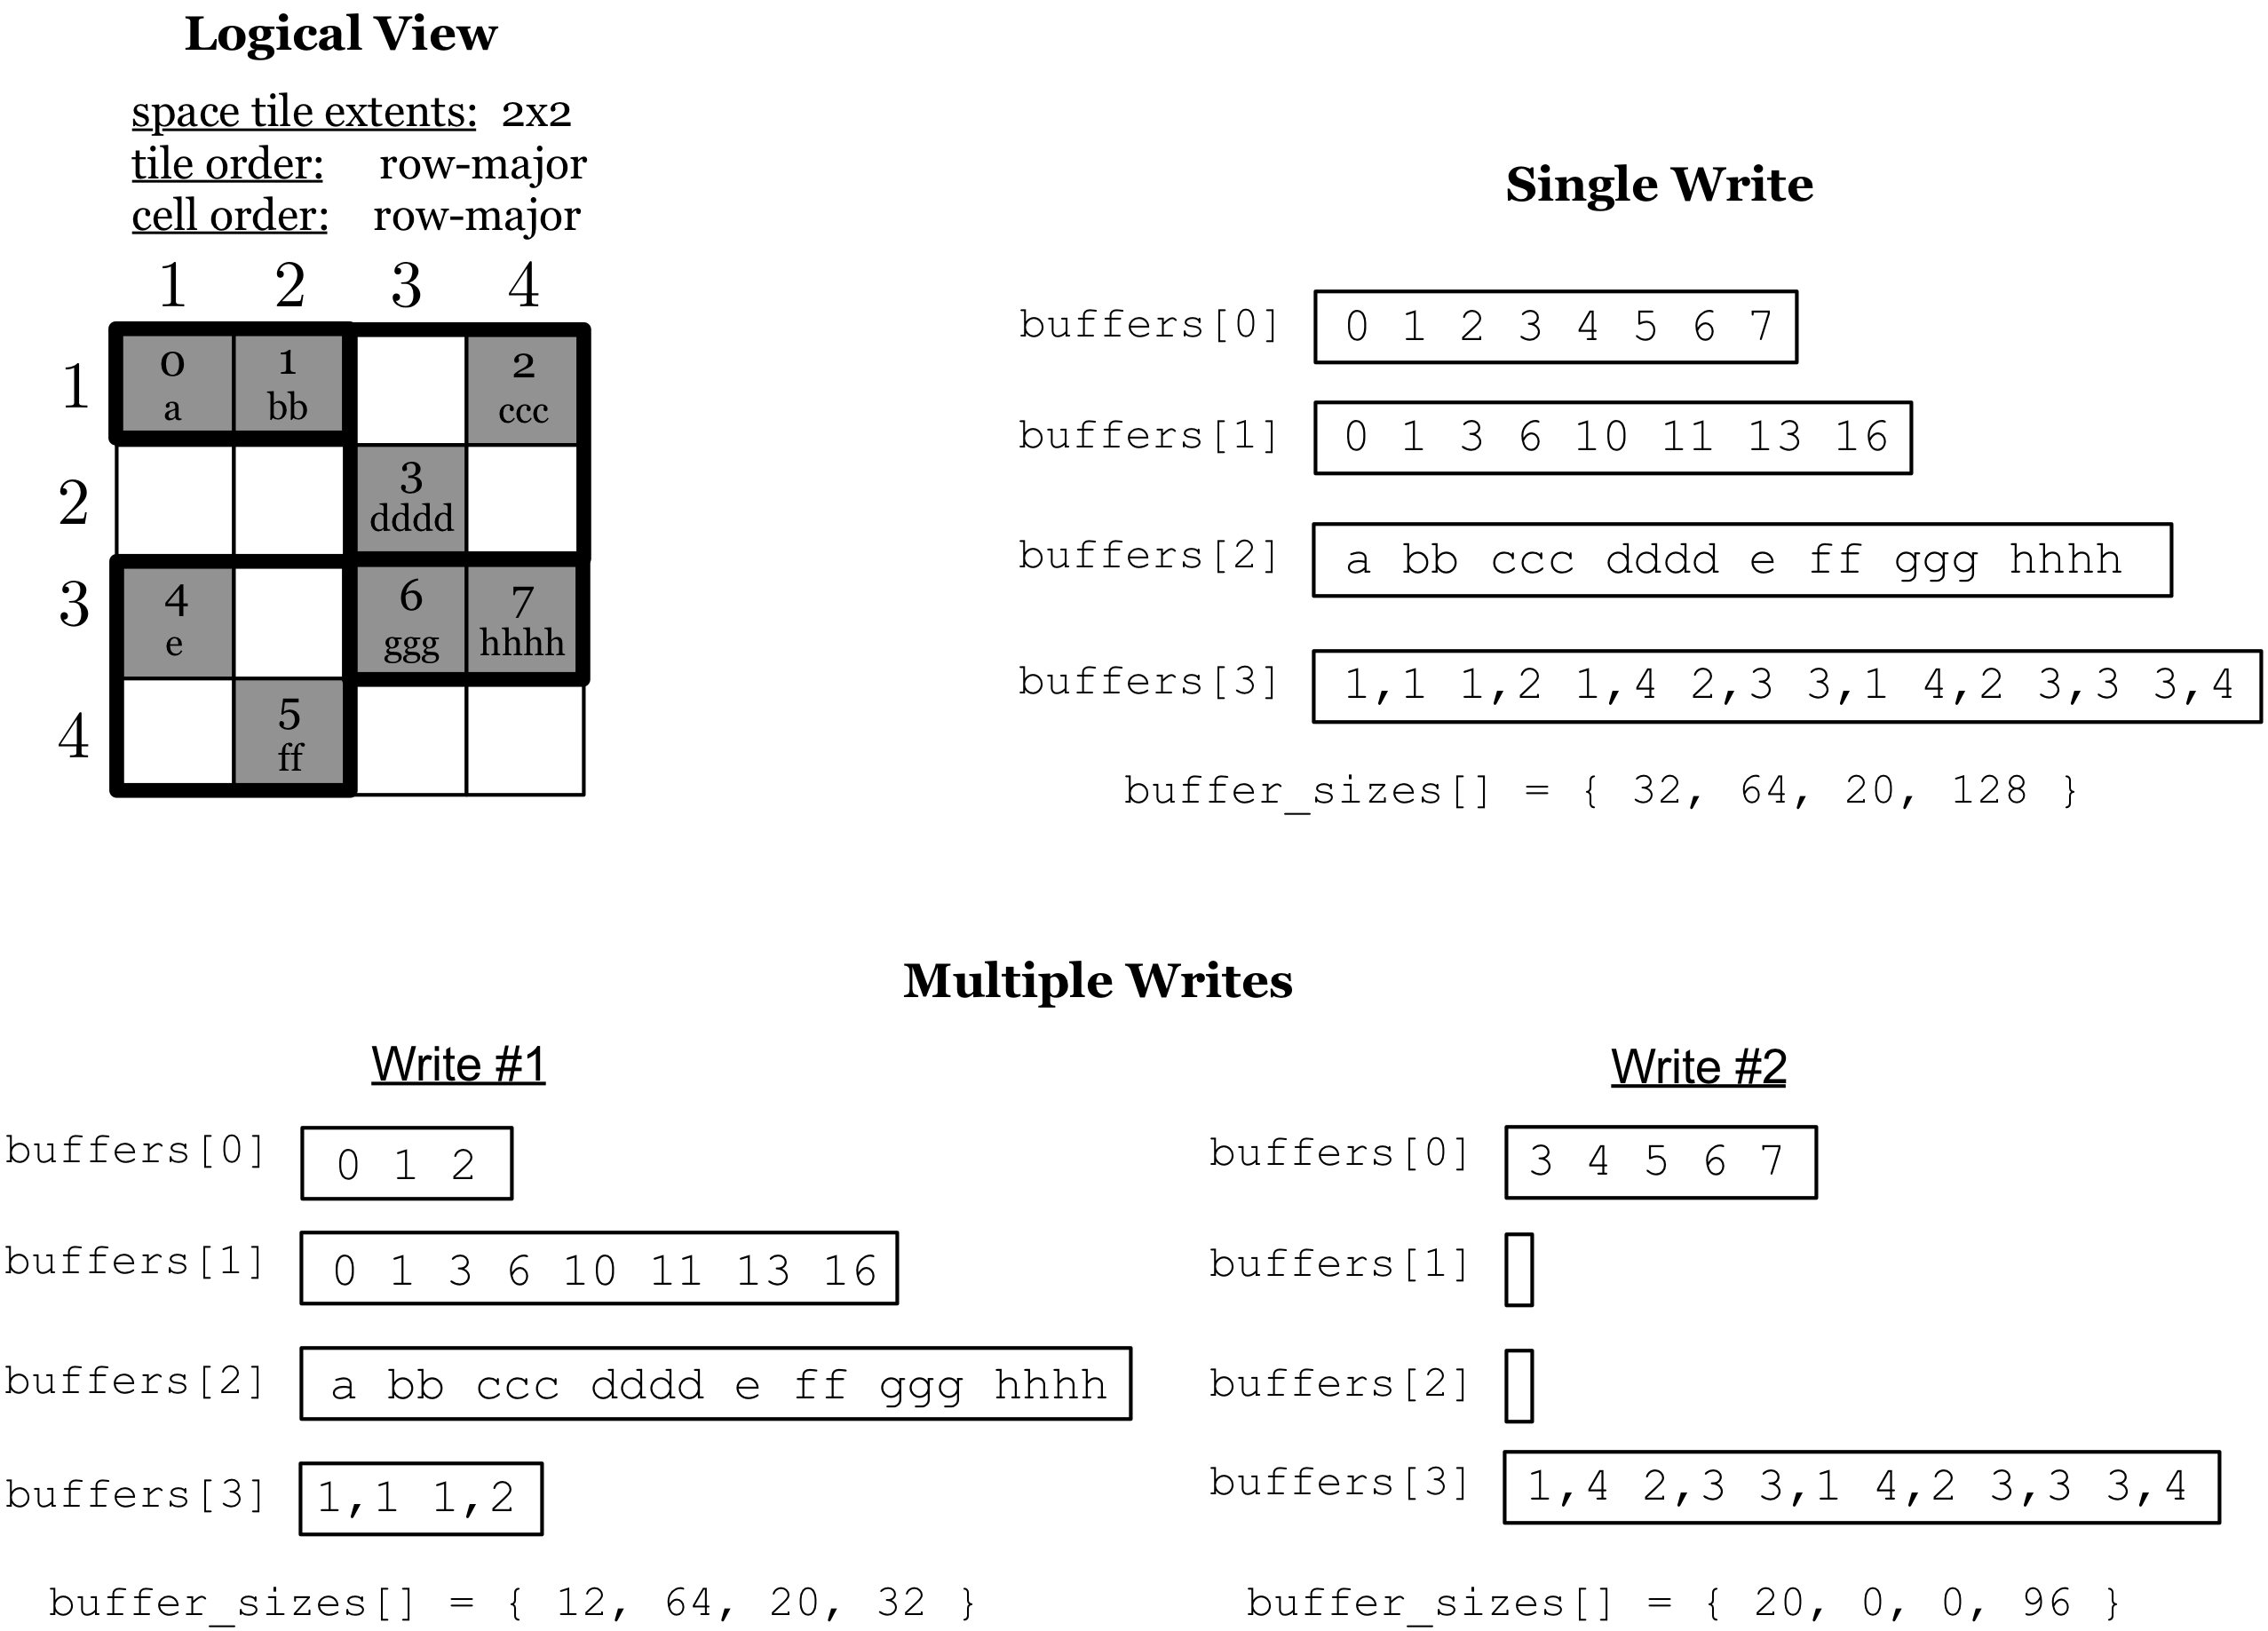 Logical View
space tile extents: 2x2
tile order: row-major
cell order: row-major
1 2 3 4
1
0 1 2
a bb ccc
2
3
dddd
3
4 6 7
e ggg hhhh
4
5
ff
Single Write
buffers[0] 0 1 2 3 4 5 6 7
buffers[1] 0 1 3 6 10 11 13 16
buffers[2] a bb ccc dddd e ff ggg hhhh
buffers[3] 1,1 1,2 1,4 2,3 3,1 4,2 3,3 3,4
buffer_sizes[] = { 32, 64, 20, 128 }
Multiple Writes
Write #1
buffers[0] 0 1 2
buffers[1] 0 1 3 6 10 11 13 16
buffers[2] a bb ccc dddd e ff ggg hhhh
buffers[3] 1,1 1,2
buffer_sizes[] = { 12, 64, 20, 32 }
Write #2
buffers[0] 3 4 5 6 7
buffers[1]
buffers[2]
buffers[3] 1,4 2,3 3,1 4,2 3,3 3,4
buffer_sizes[] = { 20, 0, 0, 96 }